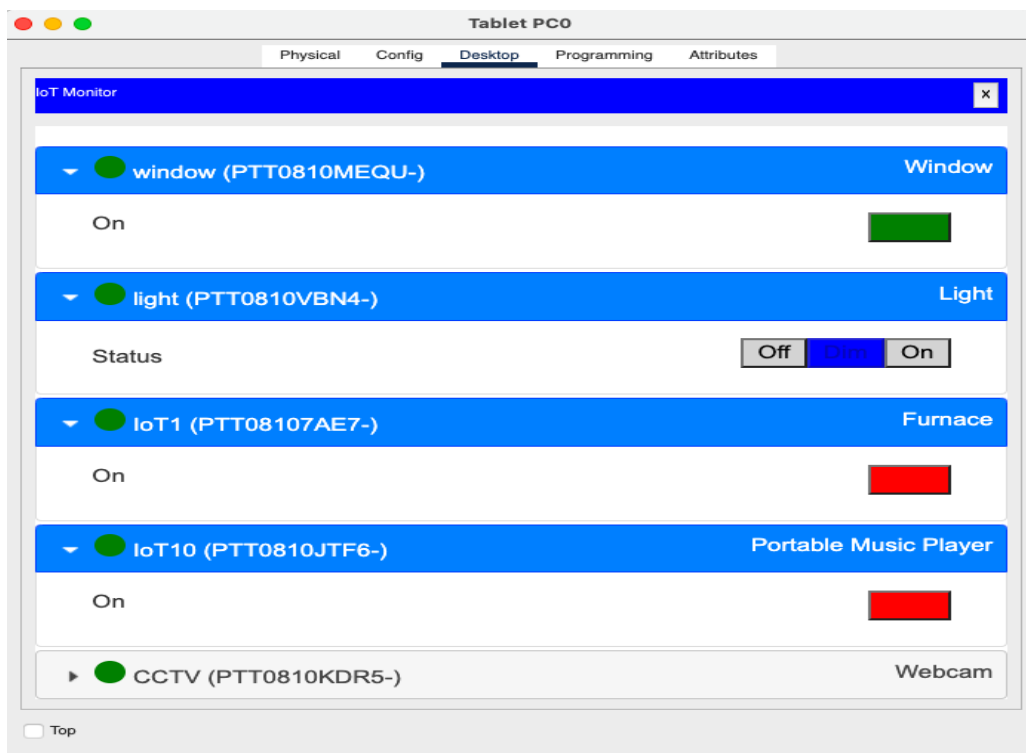 Tablet PC0
Physical Config Desktop Programming Attributes
IoT Monitor x
window (PTT0810MEQU-) Window
On
light (PTT0810VBN4-) Light
Status Off Dim On
IoT1 (PTT08107AE7-) Furnace
On
IoT10 (PTT0810JTF6-) Portable Music Player
On
CCTV (PTT0810KDR5-) Webcam
Top